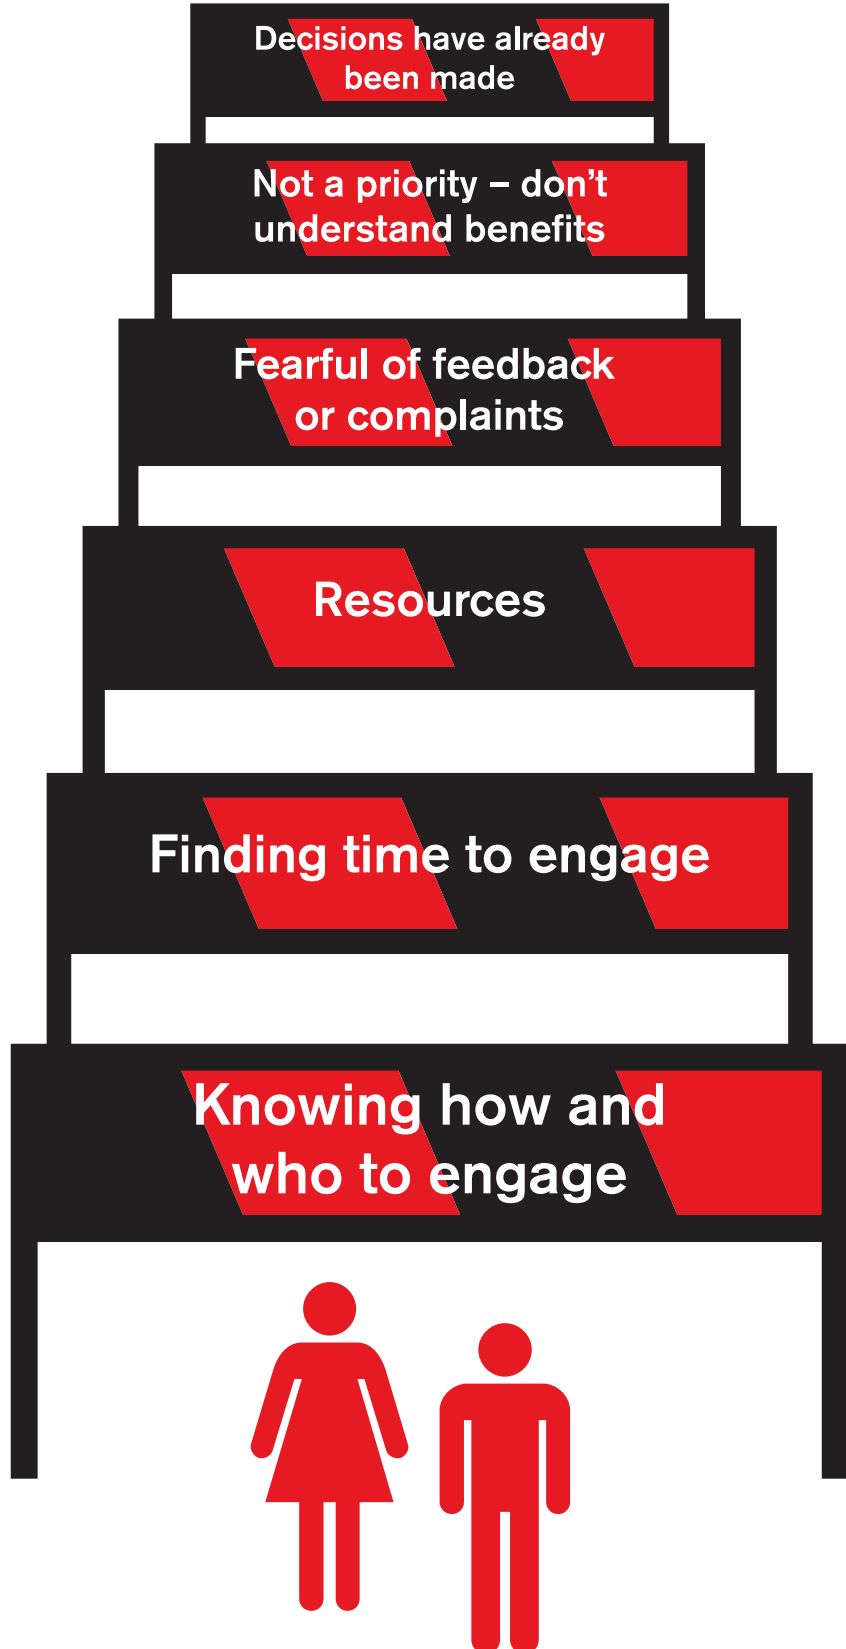 Decisions have already
been made
Not a priority – don’t
understand benefits
Fearful of feedback
or complaints
Resources
Finding time to engage
Knowing how and
who to engage